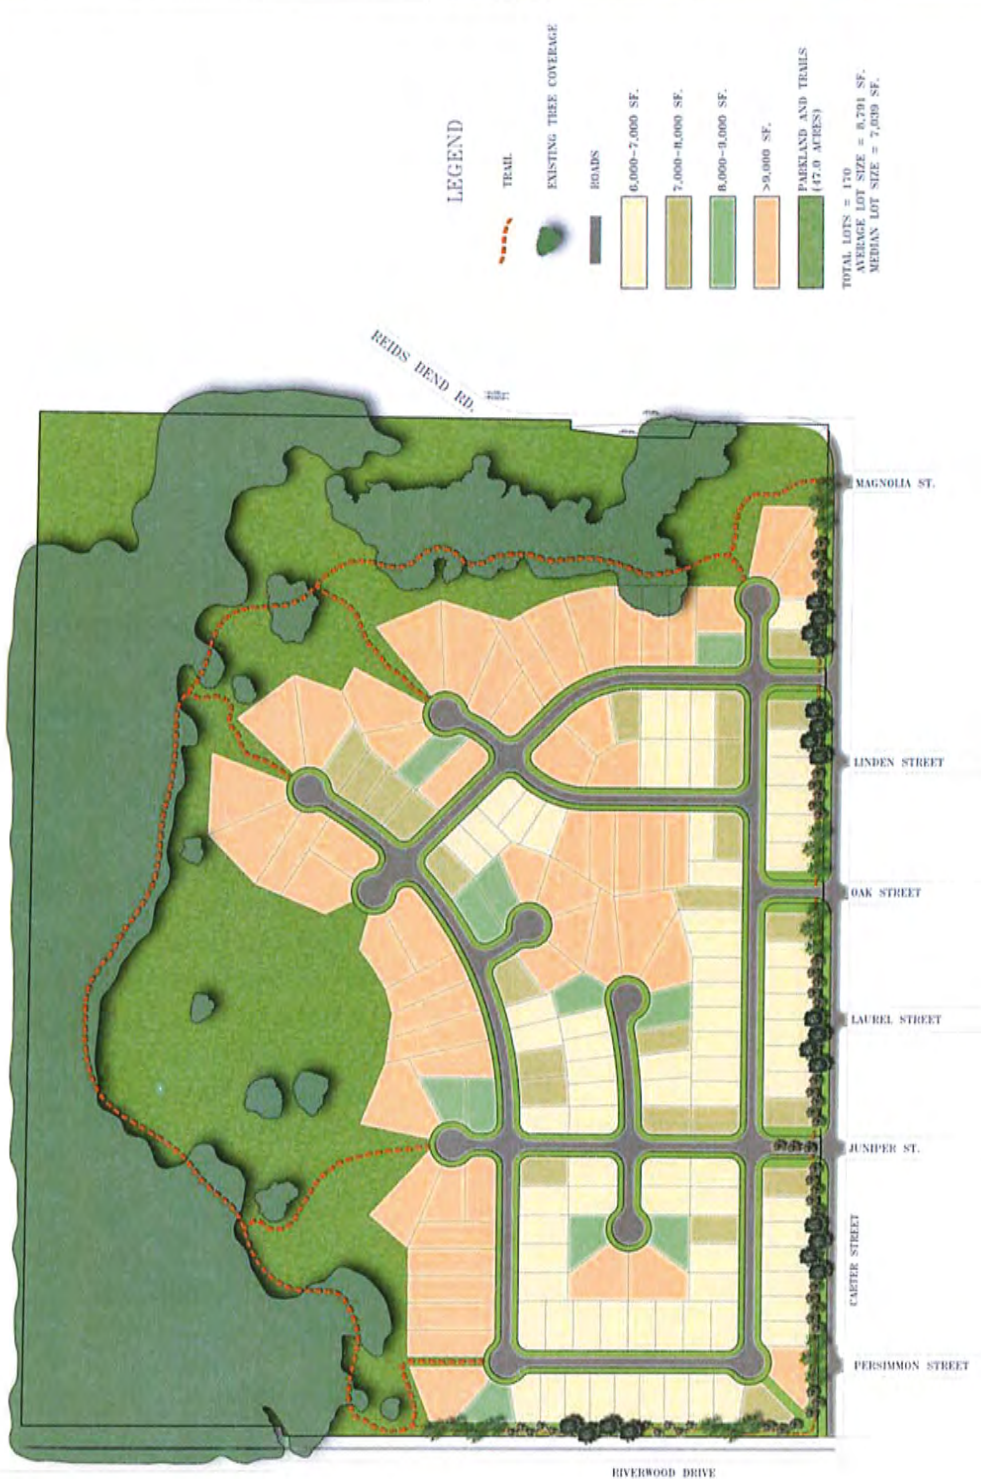 LEGEND
TRAIL
EXISTING TREE COVERAGE
ROADS
6,000-7,000 SF.
7,000-8,000 SF.
8,000-9,000 SF.
>9,000 SF.
PARKLAND AND TRAILS
(47.0 ACRES)
TOTAL LOTS = 170
AVERAGE LOT SIZE = 8,791 SF.
MEDIAN LOT SIZE = 7,039 SF.
REIDS BEND RD.
MAGNOLIA ST.
LINDEN STREET
OAK STREET
LAUREL STREET
JUNIPER ST.
CARTER STREET
PERSIMMON STREET
RIVERWOOD DRIVE